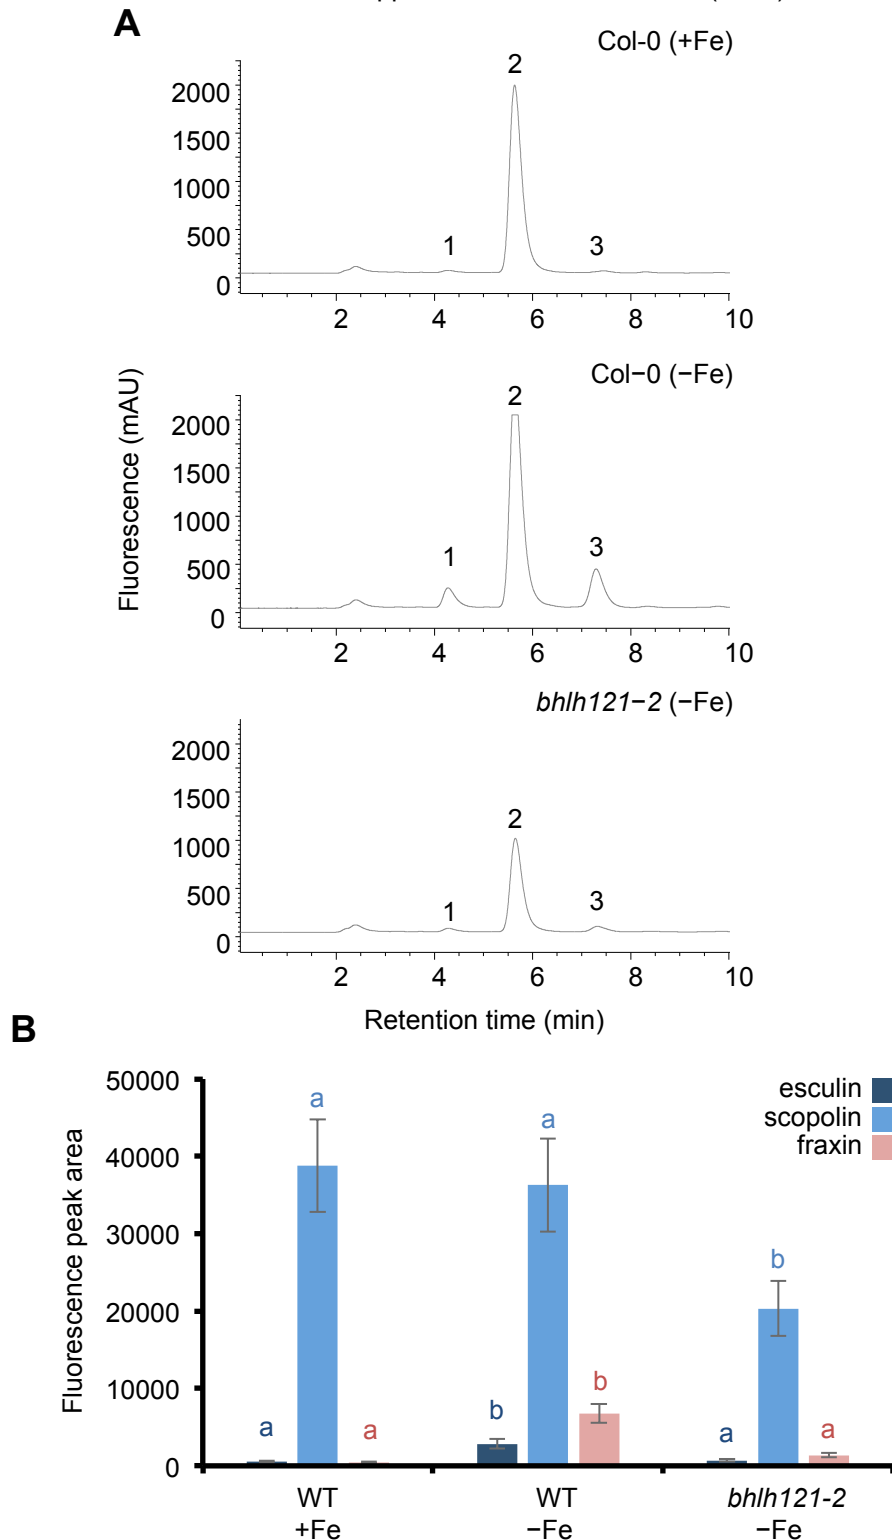 A
Col-0 (+Fe)
2
2000
1500
1000
1
3
500
0
2 4 6 8 10
Col−0 (−Fe)
2
2000
1500
1000
1
3
500
0
2 4 6 8 10
Fluorescence (mAU)
bhlh121−2 (−Fe)
2000
1500
2
1000
1
3
500
0
2 4 6 8 10
Retention time (min)
B
50000
40000
30000
20000
10000
0
Fluorescence peak area
esculin
scopolin
fraxin
a a a
b a b
a b a
WT WT bhlh121-2
+Fe −Fe −Fe